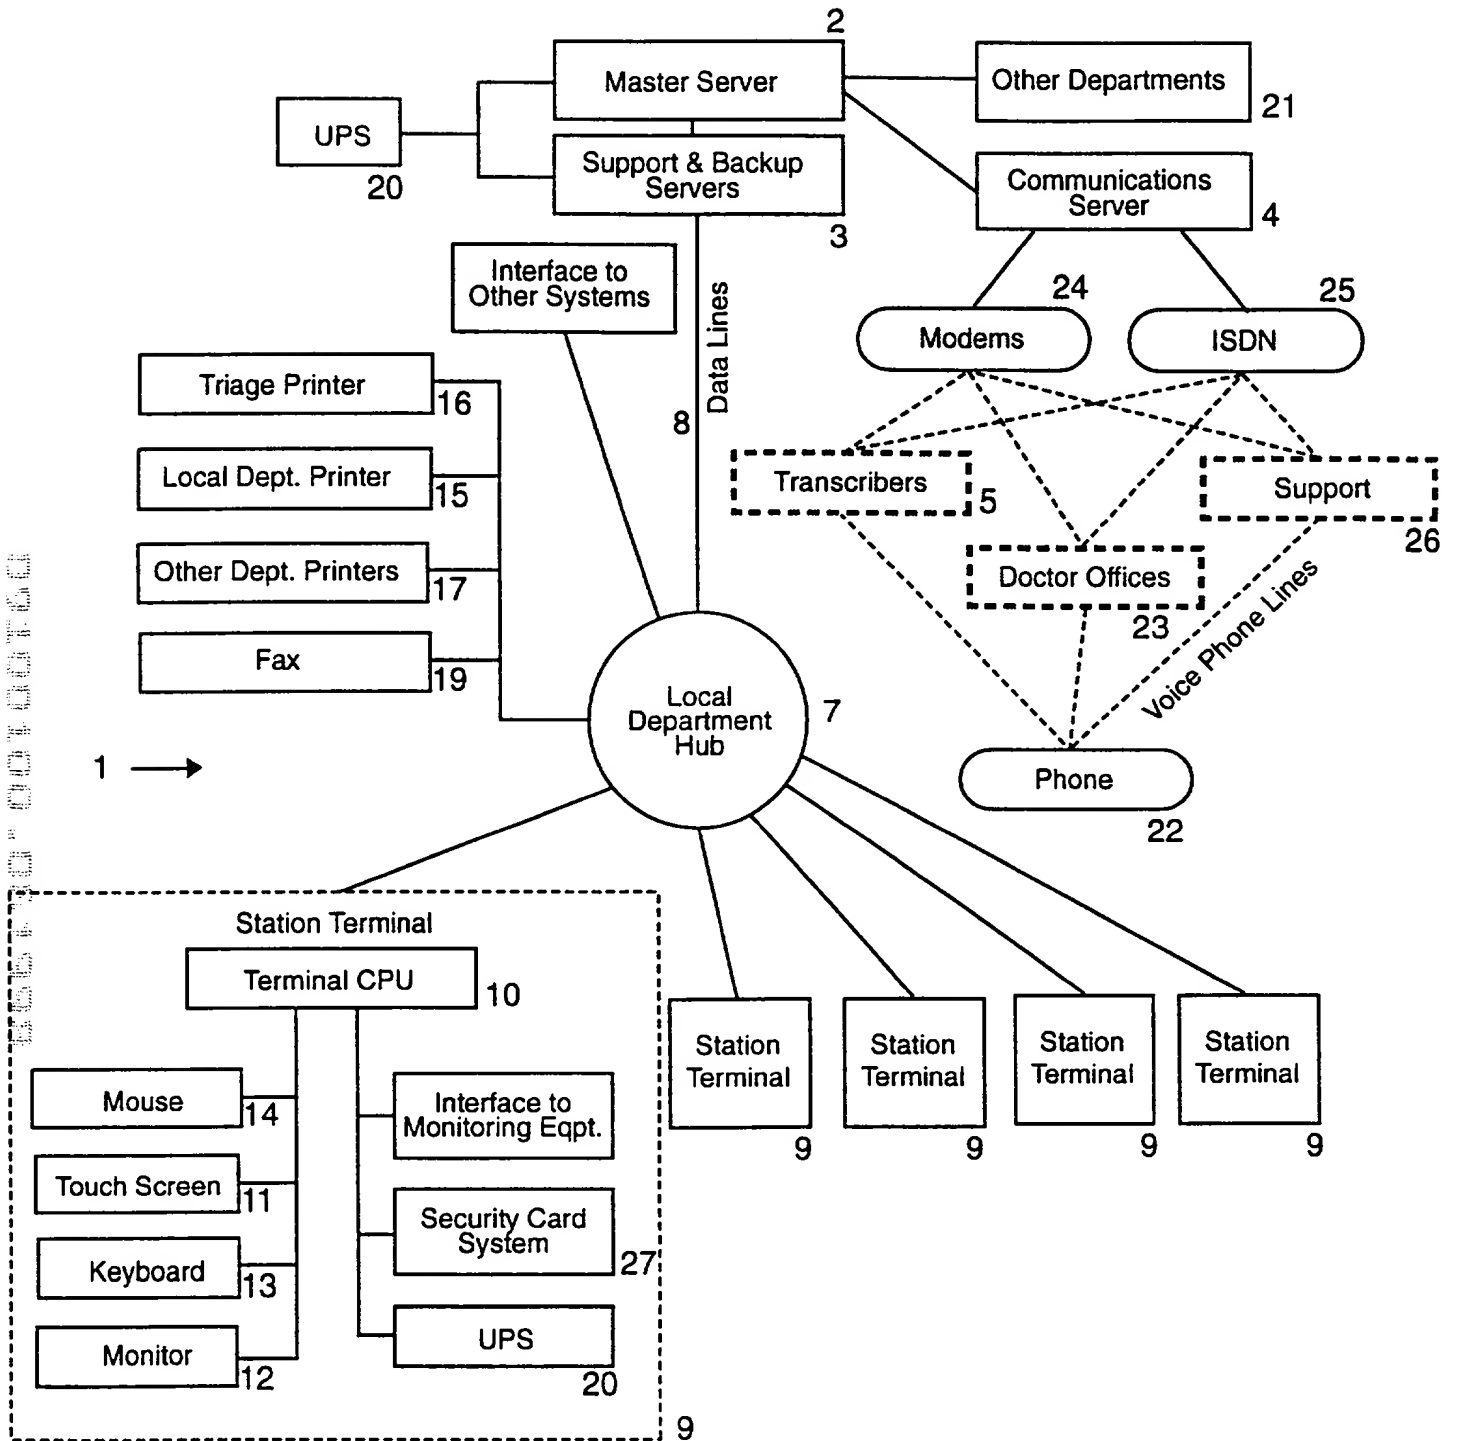 2
Master Server
Other Departments
21
UPS
20
Support & Backup
Servers
3
Communications
Server
4
Interface to
Other Systems
Data Lines
8
24
Modems
25
ISDN
Triage Printer
16
Local Dept. Printer
15
Other Dept. Printers
17
Fax
19
Transcribers
5
Support
26
Doctor Offices
23
Voice Phone Lines
Local
Department
Hub
7
Phone
22
1
Station Terminal
Terminal CPU
10
Mouse
14
Touch Screen
11
Keyboard
13
Monitor
12
Interface to
Monitoring Eqpt.
Security Card
System
27
UPS
20
9
Station
Terminal
9
Station
Terminal
9
Station
Terminal
9
Station
Terminal
9